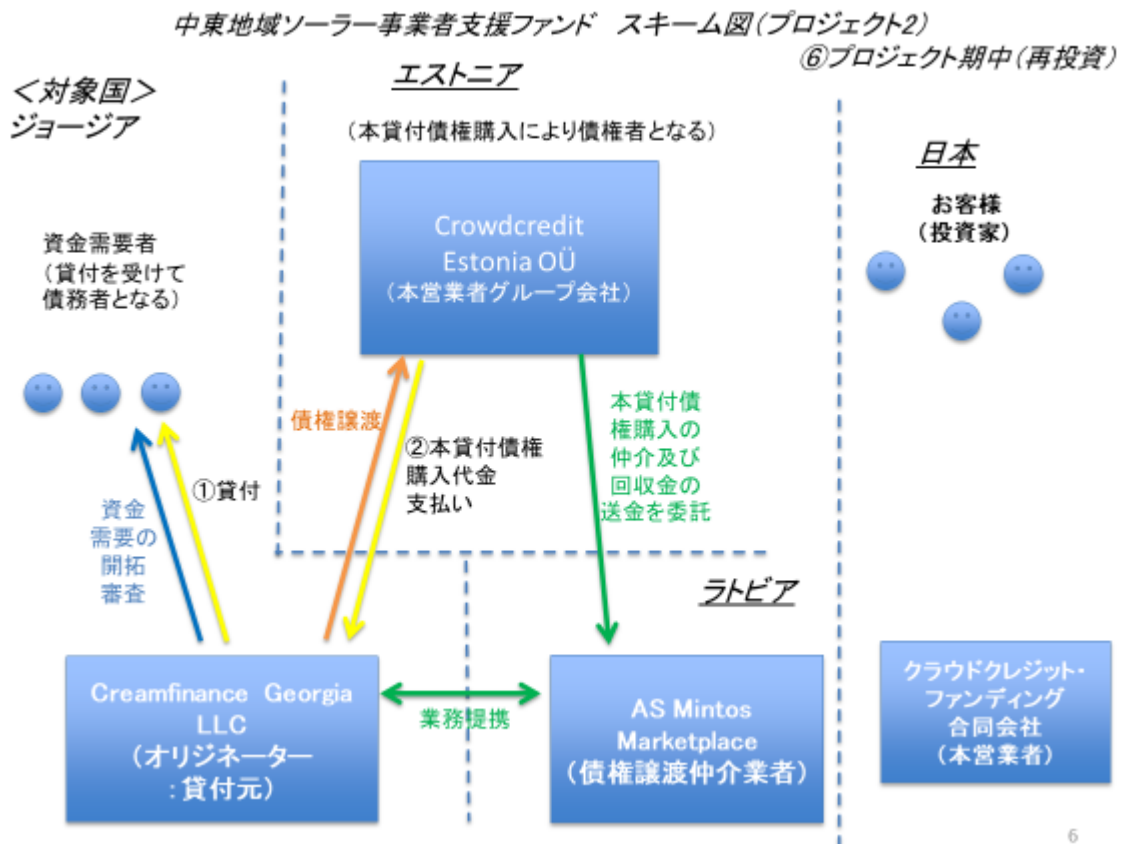 中東地域ソーラー事業者支援ファンド　スキーム図(プロジェクト2)
⑥プロジェクト期中(再投資)
＜対象国＞
ジョージア
エストニア
(本貸付債権購入により債権者となる)
日本
お客様
(投資家)
資金需要者
(貸付を受けて
債務者となる)
Crowdcredit
Estonia OÜ
(本営業者グループ会社)
債権譲渡
②本貸付債権
購入代金
支払い
本貸付債
権購入の
仲介及び
回収金の
送金を委託
①貸付
資金
需要の
開拓
審査
ラトビア
Creamfinance Georgia
LLC
(オリジネーター
:貸付元)
業務提携
AS Mintos
Marketplace
(債権譲渡仲介業者)
クラウドクレジット・
ファンディング
合同会社
(本営業者)
6